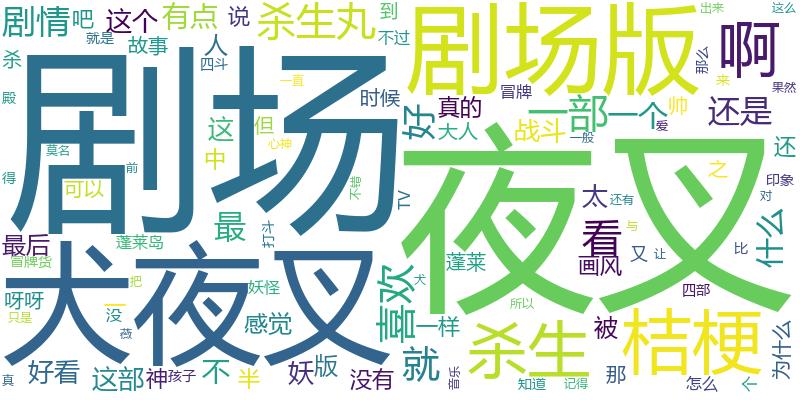 剧情
吧
这个
有点
说
杀生丸
到
剧场版
啊
出来
这么
就是
不过
故事
人
四斗
杀
殿
剧场
一言
时候
真的
冒牌
一部
一个
还是
那么
来
果然
帅
爱
好
大人
战斗
一般
这
但
中
心神
莫名
前
得
可以
不错
夜叉
还
之
印象
最
TV
太
还有
对
最后
蓬莱岛
打斗
看
与
什么
犬夜叉
冒牌货
蓬莱
画风
又
让
比
呀呀
妖怪
喜欢
犬
四部
把
所以
只是
一
没
薇
感觉
一样
杀生
被
桔梗
为什么
真
好看
这部
神
孩子
不
半
妖
版
没有
就
音乐
知道
记得
那
怎么
个